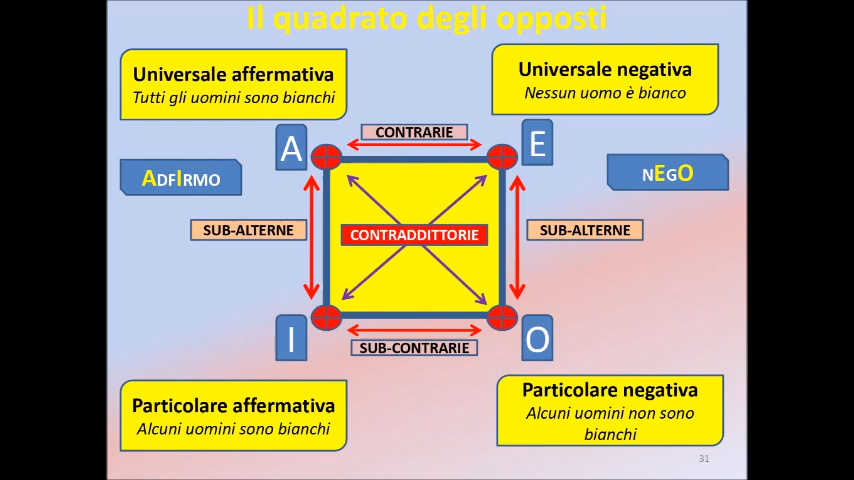 Il quadrato degli opposti
Universale affermativa
Tutti gli uomini sono bianchi
Universale negativa
Nessun uomo è bianco
CONTRARIE
A
E
ADFIRMO
NEGO
SUB-ALTERNE
CONTRADDITTORIE
SUB-ALTERNE
I
O
SUB-CONTRARIE
Particolare affermativa
Alcuni uomini sono bianchi
Particolare negativa
Alcuni uomini non sono
bianchi
31